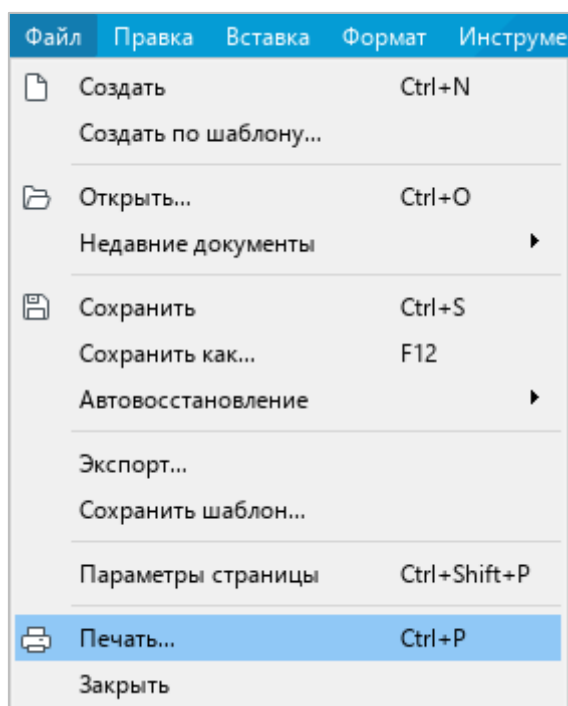 Файл Правка Вставка Формат Инструме
Создать Ctrl+N
Создать по шаблону...
Открыть... Ctrl+O
Недавние документы
Сохранить Ctrl+S
Сохранить как... F12
Автовосстановление
Экспорт...
Сохранить шаблон...
Параметры страницы Ctrl+Shift+P
Печать... Ctrl+P
Закрыть